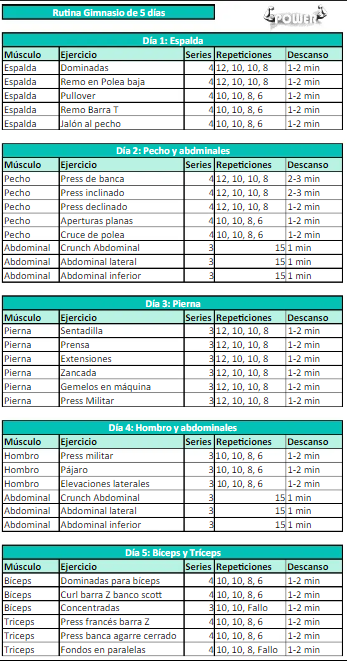 Rutina Gimnasio de 5 días
POWER
Día 1: Espalda
Músculo Ejercicio Series Repeticiones Descanso
Espalda Dominadas 4 12, 10, 10, 8 1-2 min
Espalda Remo en Polea baja 4 12, 10, 10, 8 1-2 min
Espalda Pullover 4 10, 10, 8, 6 1-2 min
Espalda Remo Barra T 4 10, 10, 8, 6 1-2 min
Espalda Jalón al pecho 4 10, 10, 8, 6 1-2 min
Día 2: Pecho y abdminales
Músculo Ejercicio Series Repeticiones Descanso
Pecho Press de banca 4 12, 10, 10, 8 2-3 min
Pecho Press inclinado 4 12, 10, 10, 8 2-3 min
Pecho Press declinado 4 12, 10, 10, 8 1-2 min
Pecho Aperturas planas 4 10, 10, 8, 6 1-2 min
Pecho Cruce de polea 4 10, 10, 8, 6 1-2 min
Abdominal Crunch Abdominal 3 15 1 min
Abdominal Abdominal lateral 3 15 1 min
Abdominal Abdominal inferior 3 15 1 min
Día 3: Pierna
Músculo Ejercicio Series Repeticiones Descanso
Pierna Sentadilla 3 12, 10, 10, 8 1-2 min
Pierna Prensa 3 12, 10, 10, 8 1-2 min
Pierna Extensiones 3 12, 10, 10, 8 1-2 min
Pierna Zancada 3 12, 10, 10, 8 1-2 min
Pierna Gemelos en máquina 3 12, 10, 10, 8 1-2 min
Pierna Press Militar 3 12, 10, 10, 8 1-2 min
Día 4: Hombro y abdominales
Músculo Ejercicio Series Repeticiones Descanso
Hombro Press militar 3 10, 10, 8, 6 1-2 min
Hombro Pájaro 3 10, 10, 8, 6 1-2 min
Hombro Elevaciones laterales 3 10, 10, 8, 6 1-2 min
Abdominal Crunch Abdominal 3 15 1 min
Abdominal Abdominal lateral 3 15 1 min
Abdominal Abdominal inferior 3 15 1 min
Día 5: Bíceps y Tríceps
Músculo Ejercicio Series Repeticiones Descanso
Bíceps Dominadas para bíceps 4 10, 10, 8, 6 1-2 min
Bíceps Curl barra Z banco scott 4 10, 10, 8, 6 1-2 min
Bíceps Concentradas 3 10, 10, Fallo 1-2 min
Triceps Press francés barra Z 4 10, 10, 8, 6 1-2 min
Triceps Press banca agarre cerrado 4 10, 10, 8, 6 1-2 min
Triceps Fondos en paralelas 4 10, 10, 8, Fallo 1-2 min